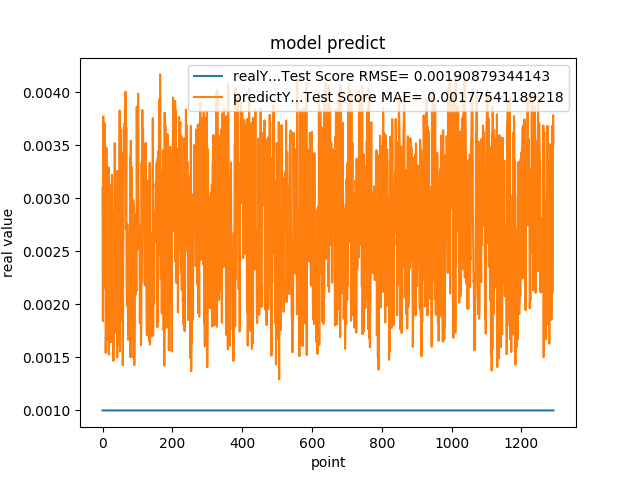 model predict
realY...Test Score RMSE= 0.00190879344143
predictY...Test Score MAE= 0.00177541189218
0.0040
0.0035
0.0030
0.0025
0.0020
0.0015
0.0010
real value
0 200 400 600 800 1000 1200
point